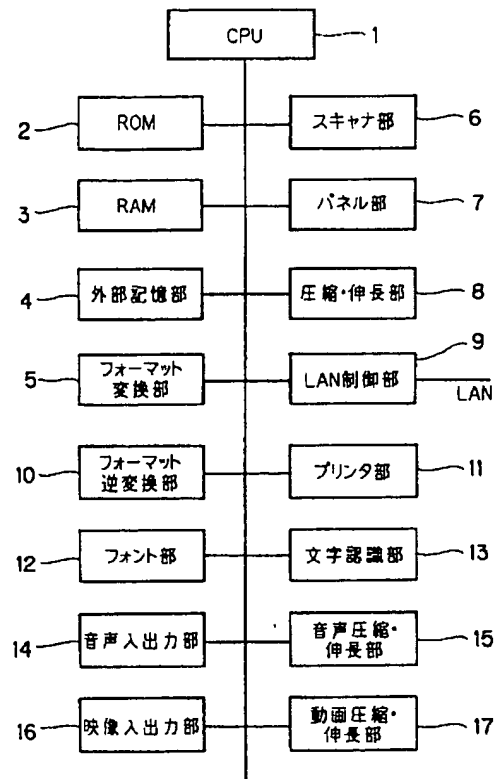 CPU
1
2
ROM
スキャナ部
6
3
RAM
パネル部
7
4
外部記憶部
圧縮・伸長部
8
5
フォーマット
変換部
LAN制御部
9
LAN
10
フォーマット
逆変換部
プリンタ部
11
12
フォント部
文字認識部
13
14
音声入出力部
音声圧縮・
伸長部
15
16
映像入出力部
動画圧縮・
伸長部
17